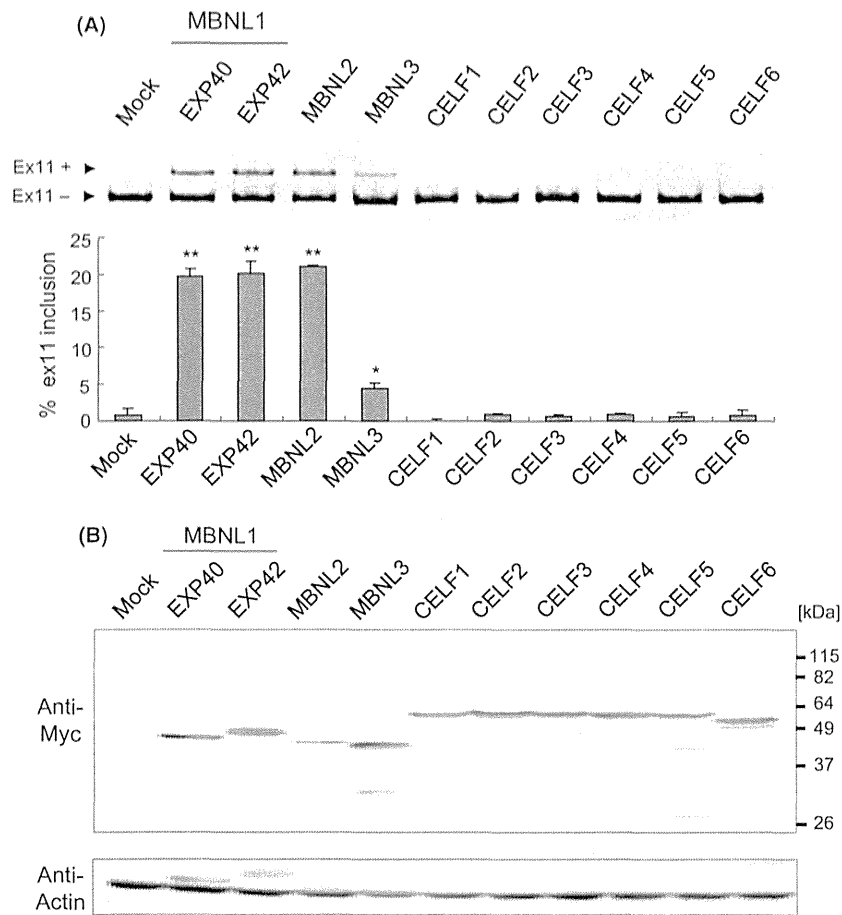 (A)
MBNL1
Mock EXP40 EXP42 MBNL2 MBNL3 CELF1 CELF2 CELF3 CELF4 CELF5 CELF6
Ex11 + ►
Ex11 – ►
% ex11 inclusion
25
20
15
10
5
0
** ** ** *
Mock EXP40 EXP42 MBNL2 MBNL3 CELF1 CELF2 CELF3 CELF4 CELF5 CELF6
(B)
MBNL1
Mock EXP40 EXP42 MBNL2 MBNL3 CELF1 CELF2 CELF3 CELF4 CELF5 CELF6
[kDa]
115
82
64
49
37
26
Anti-
Myc
Anti-
Actin